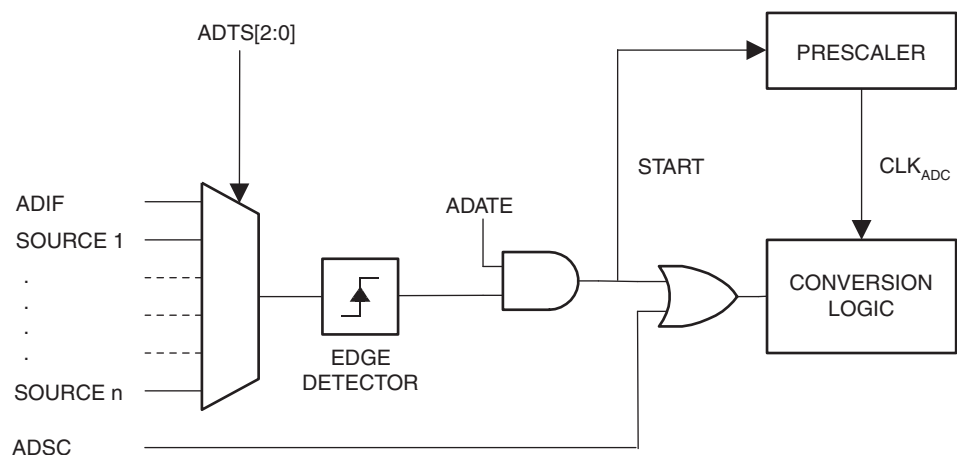 ADTS[2:0]
PRESCALER
START
CLKADC
ADIF
ADATE
SOURCE 1
.
.
.
.
CONVERSION
LOGIC
EDGE
DETECTOR
SOURCE n
ADSC